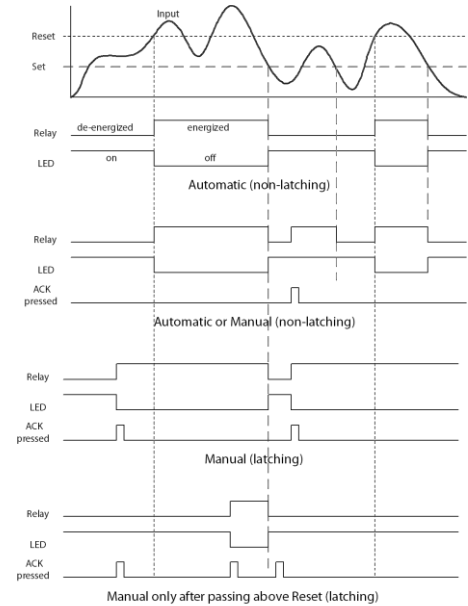 Input
Reset
Set
de-energized energized
Relay
on off
LED
Automatic (non-latching)
Relay
LED
ACK
pressed
Automatic or Manual (non-latching)
Relay
LED
ACK
pressed
Manual (latching)
Relay
LED
ACK
pressed
Manual only after passing above Reset (latching)